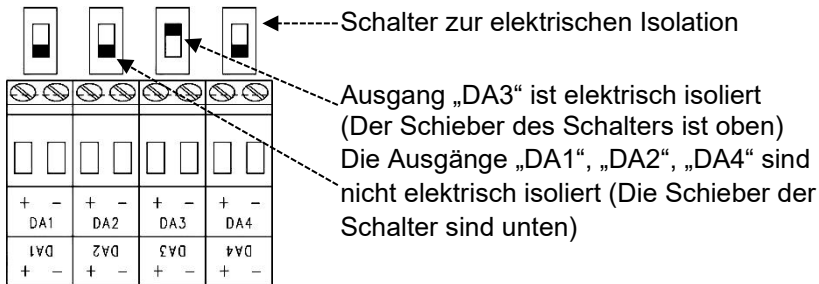 Schalter zur elektrischen Isolation
Ausgang „DA3“ ist elektrisch isoliert
(Der Schieber des Schalters ist oben)
Die Ausgänge „DA1“, „DA2“, „DA4“ sind
nicht elektrisch isoliert (Die Schieber der
Schalter sind unten)
+ - + - + - + -
DA1 DA2 DA3 DA4
DA1 DA2 DA3 DA4
+ - + - + - + -